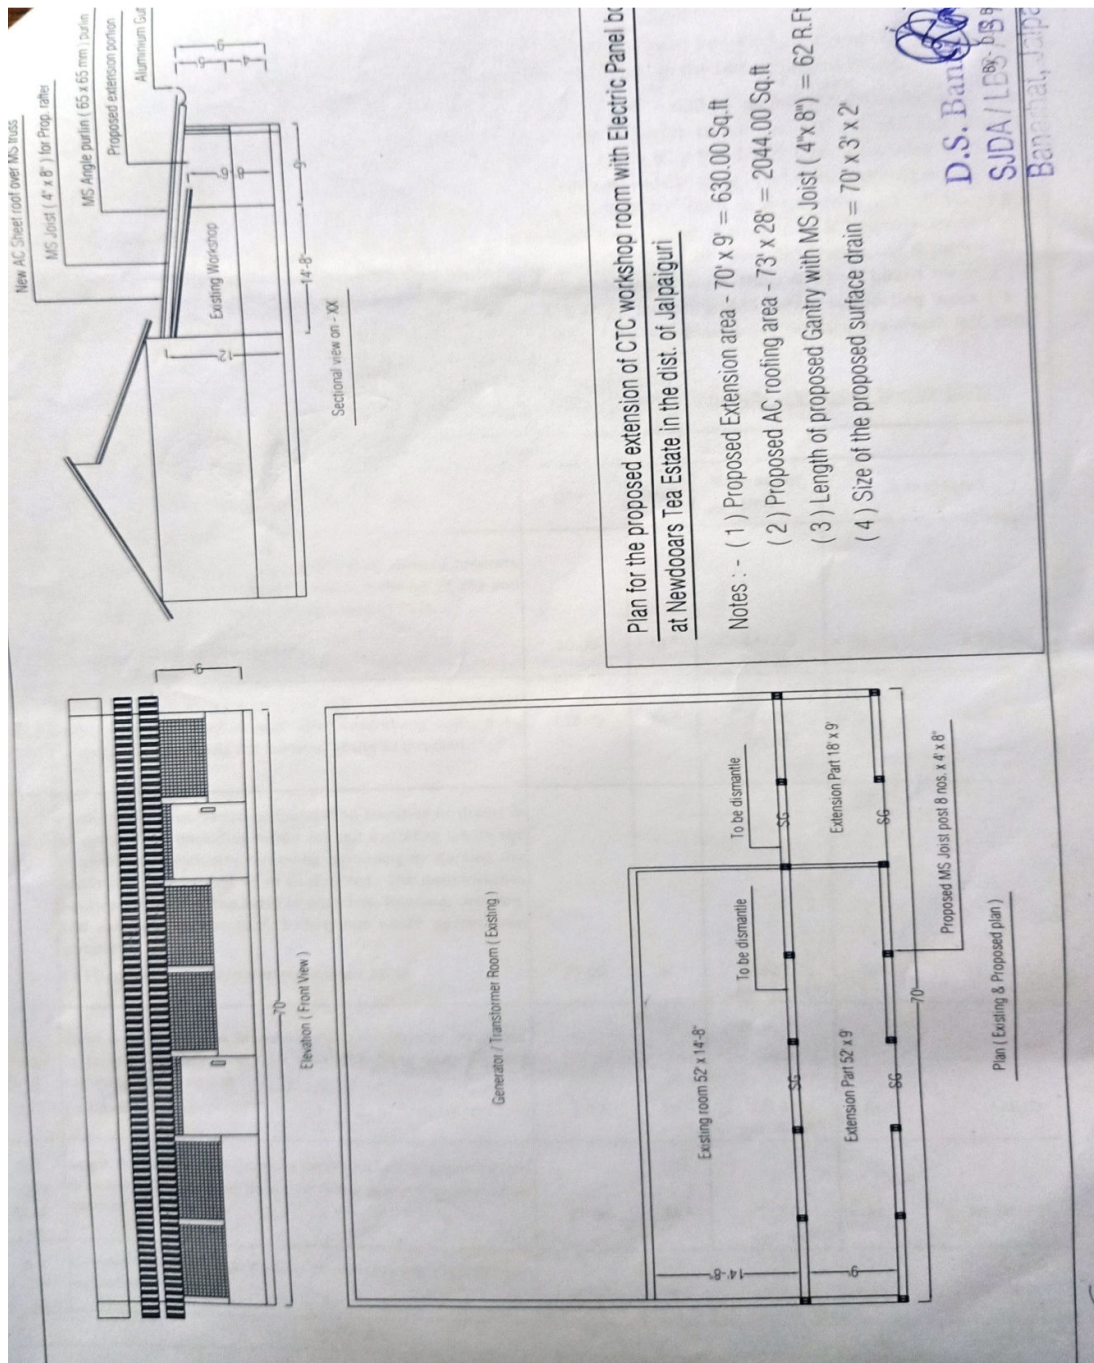 New AC Sheet roof over MS truss
MS Joist ( 4" x 8" ) for Prop. rafter
MS Angle purlin ( 65 x 65 mm ) purlin
Proposed extension portion
Aluminium Gut
Existing Workshop
12'
14'-8"
9'
Sectional view on - XX
9'
70'
Elevation ( Front View )
Generator / Transformer Room ( Existing )
Existing room 52' x 14'-8"
To be dismantle
To be dismantle
14'-8"
SG
SG
Extension Part 52' x 9'
Extension Part 18' x 9'
9'
SG
SG
70'
Proposed MS Joist post 8 nos. x 4' x 8"
Plan ( Existing & Proposed plan )
Plan for the proposed extension of CTC workshop room with Electric Panel bo
at Newdooars Tea Estate in the dist. of Jalpaiguri
Notes : - ( 1 ) Proposed Extension area - 70' x 9' = 630.00 Sq.ft
( 2 ) Proposed AC roofing area - 73' x 28' = 2044.00 Sq.ft
( 3 ) Length of proposed Gantry with MS Joist ( 4"x 8") = 62 R.Ft
( 4 ) Size of the proposed surface drain = 70' x 3' x 2'
D.S. Ban
SJDA / LBS